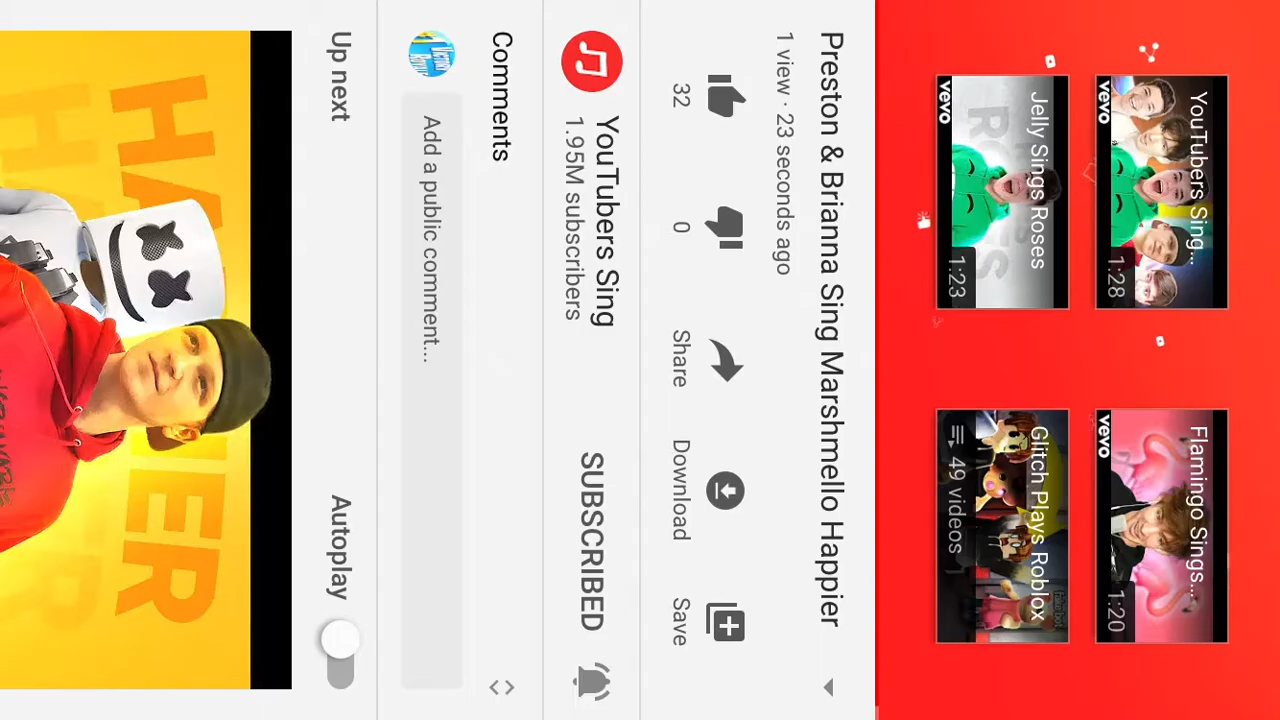 YouTubers Sing...
vevo
1:28
Flamingo Sings...
vevo
1:20
Jelly Sings Roses
ROSES
vevo
1:23
Glitch Plays Roblox
49 videos
Preston & Brianna Sing Marshmello Happier
1 view · 23 seconds ago
32
0
Share
Download
Save
YouTubers Sing
1.95M subscribers
SUBSCRIBED
Comments
Add a public comment...
Up next
Autoplay
HAPPIER